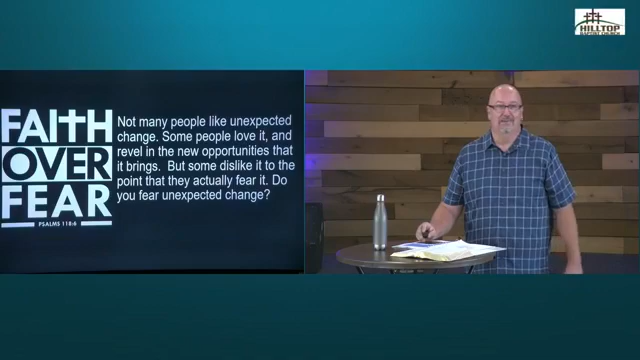 HILLTOP
BAPTIST CHURCH
FAITH
OVER
FEAR
PSALMS 118:6
Not many people like unexpected
change. Some people love it, and
revel in the new opportunities that
it brings.  But some dislike it to the
point that they actually fear it. Do
you fear unexpected change?